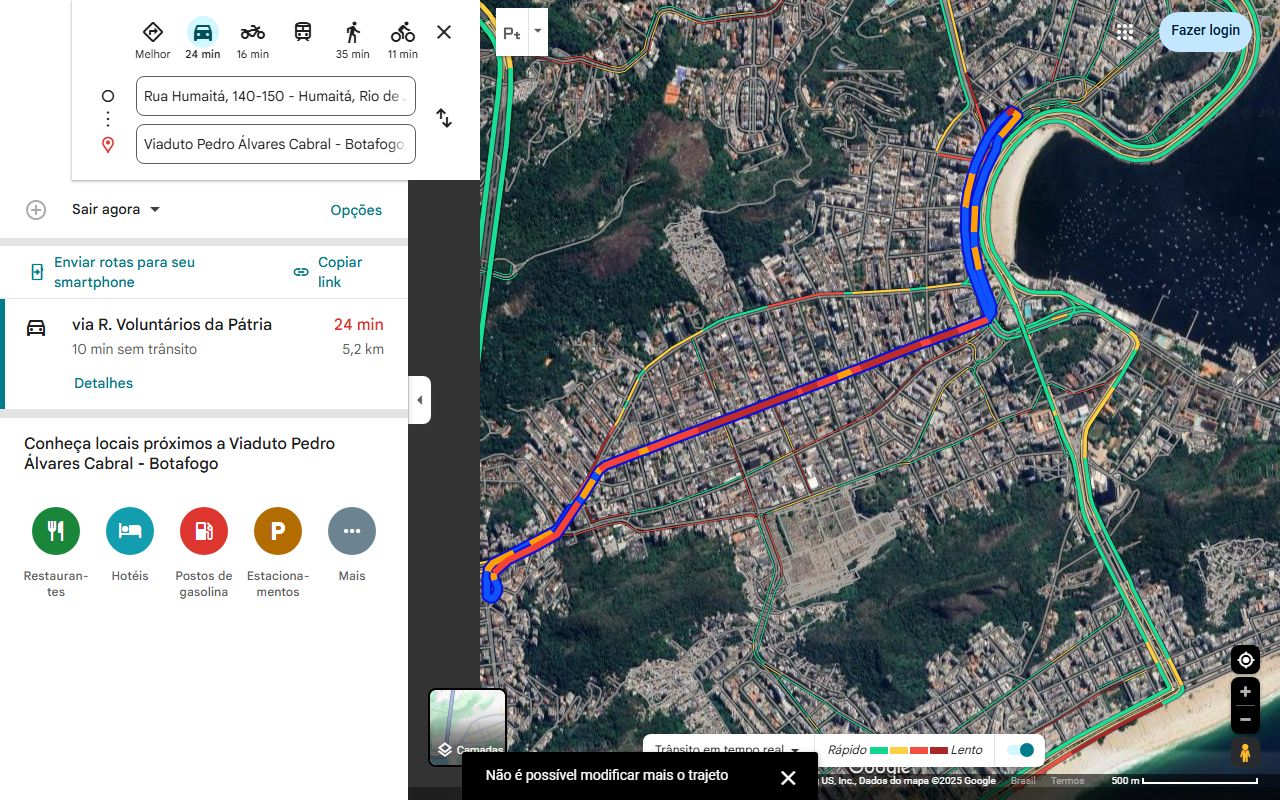 Melhor
24 min
16 min
35 min
11 min
Fazer login
Rua Humaitá, 140-150 - Humaitá, Rio de
Viaduto Pedro Álvares Cabral - Botafogo,
Sair agora
Opções
Enviar rotas para seu
smartphone
Copiar
link
via R. Voluntários da Pátria
24 min
10 min sem trânsito
5,2 km
Detalhes
Conheça locais próximos a Viaduto Pedro
Álvares Cabral - Botafogo
Restauran-
tes
Hotéis
Postos de
gasolina
Estaciona-
mentos
Mais
Camadas
Trânsito em tempo real
Rápido
Lento
Google
Não é possível modificar mais o trajeto
US, Inc., Dados do mapa ©2025 Google
Brasil
Termos
500 m